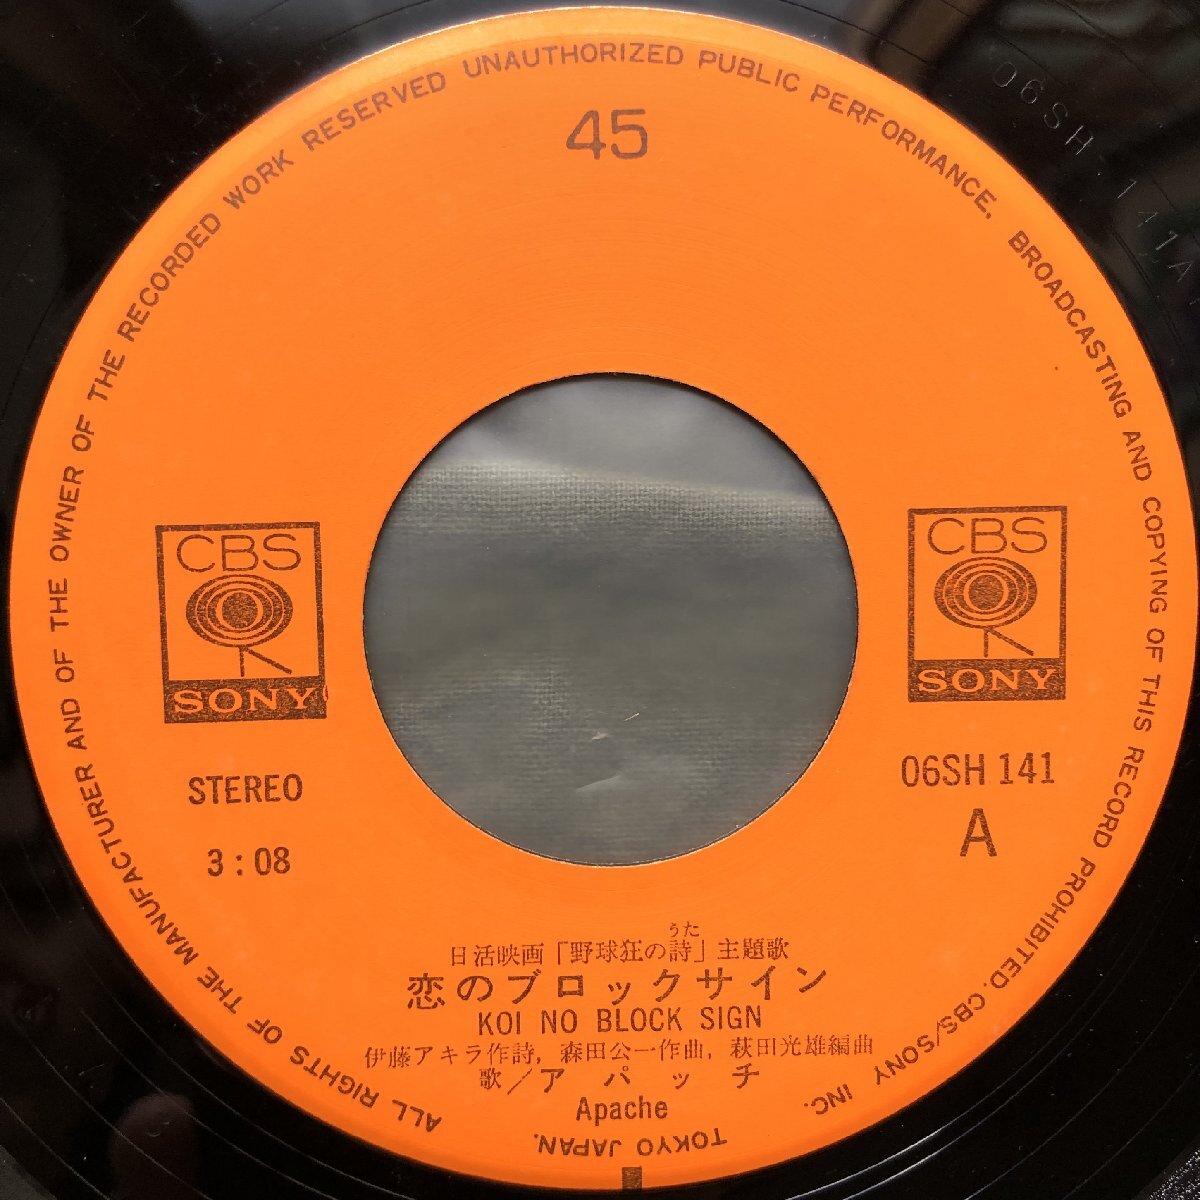 ALL RIGHTS OF THE MANUFACTURER AND OF THE OWNER OF THE RECORDED WORK RESERVED UNAUTHORIZED PUBLIC PERFORMANCE, BROADCASTING AND COPYING OF THIS RECORD PROHIBITED. CBS/SONY INC. TOKYO JAPAN.
45
06SH 141A
CBS
SONY
CBS
SONY
STEREO
3:08
06SH 141
A
うた
日活映画「野球狂の詩」主題歌
恋のブロックサイン
KOI NO BLOCK SIGN
伊藤アキラ作詩, 森田公一作曲, 萩田光雄編曲
歌/アパッチ
Apache